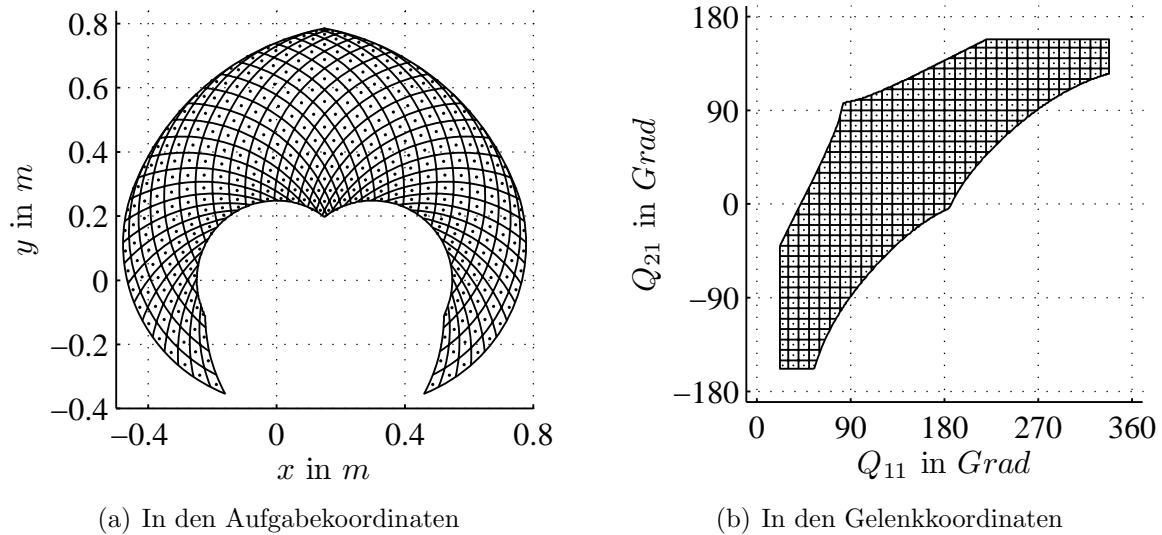 0.8
0.6
0.4
0.2
0
−0.2
−0.4
y in m
−0.4 0 0.4 0.8
x in m
(a) In den Aufgabekoordinaten
180
90
0
−90
−180
Q21 in Grad
0 90 180 270 360
Q11 in Grad
(b) In den Gelenkkoordinaten